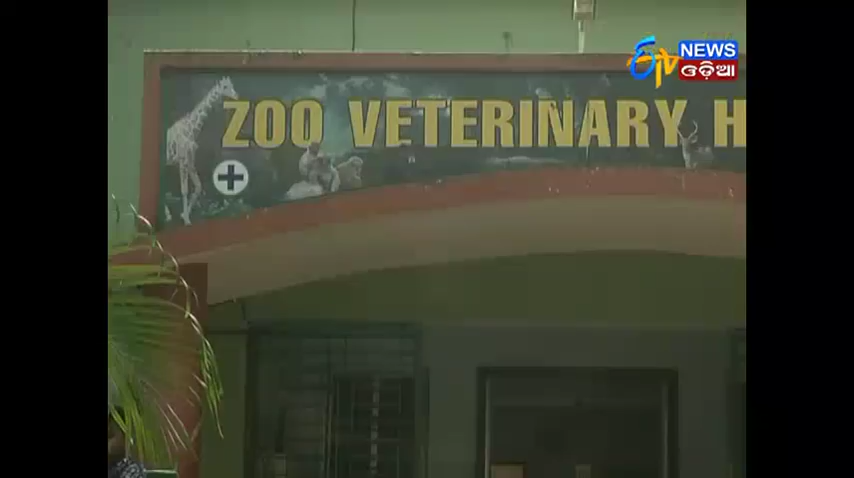 ETV NEWS
ଓଡ଼ିଆ
ZOO VETERINARY H